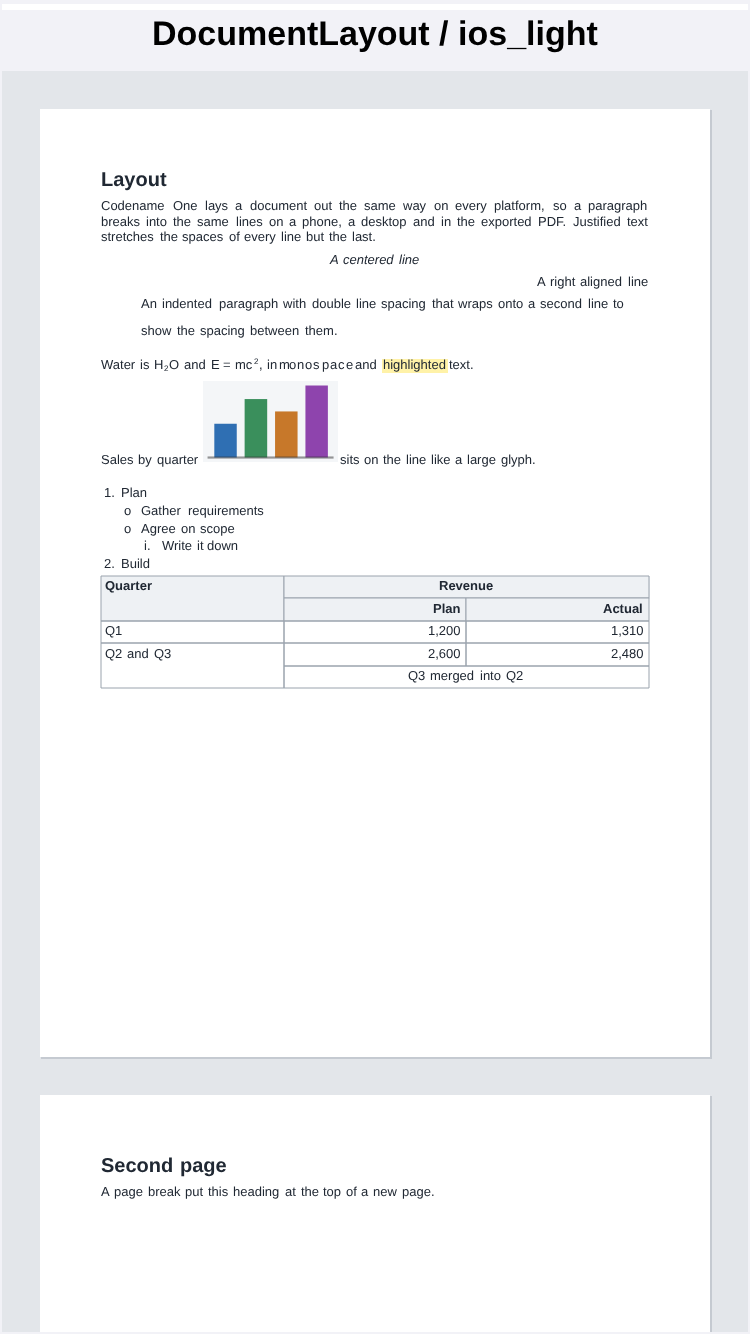 DocumentLayout / ios_light
Layout
Codename One lays a document out the same way on every platform, so a paragraph
breaks into the same lines on a phone, a desktop and in the exported PDF. Justified text
stretches the spaces of every line but the last.
A centered line
A right aligned line
An indented paragraph with double line spacing that wraps onto a second line to
show the spacing between them.
Water is H₂O and E = mc², in monospace and highlighted text.
Sales by quarter sits on the line like a large glyph.
1. Plan
o Gather requirements
o Agree on scope
i. Write it down
2. Build
Quarter Revenue
Plan Actual
Q1 1,200 1,310
Q2 and Q3 2,600 2,480
Q3 merged into Q2
Second page
A page break put this heading at the top of a new page.